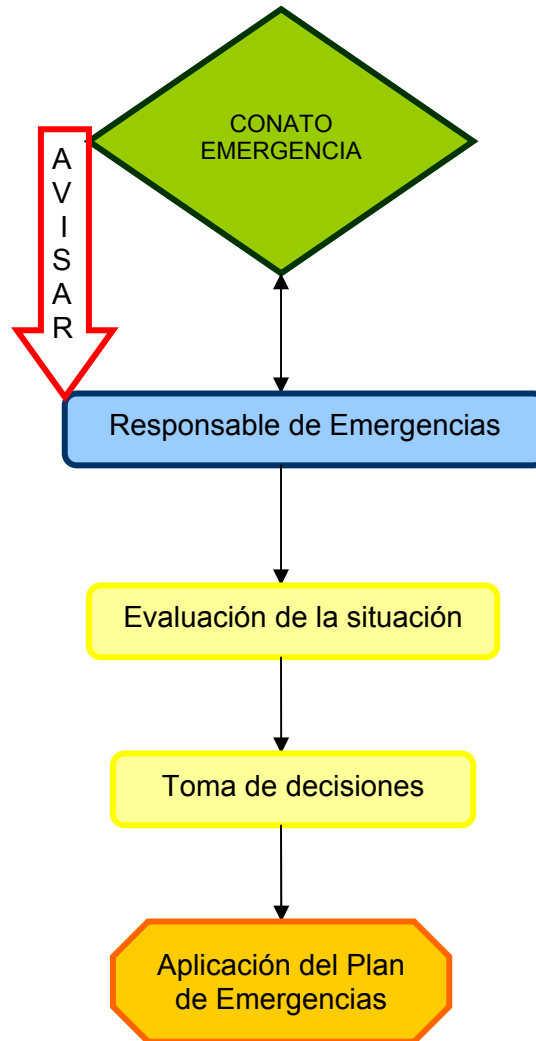 CONATO
EMERGENCIA
A
V
I
S
A
R
Responsable de Emergencias
Evaluación de la situación
Toma de decisiones
Aplicación del Plan
de Emergencias